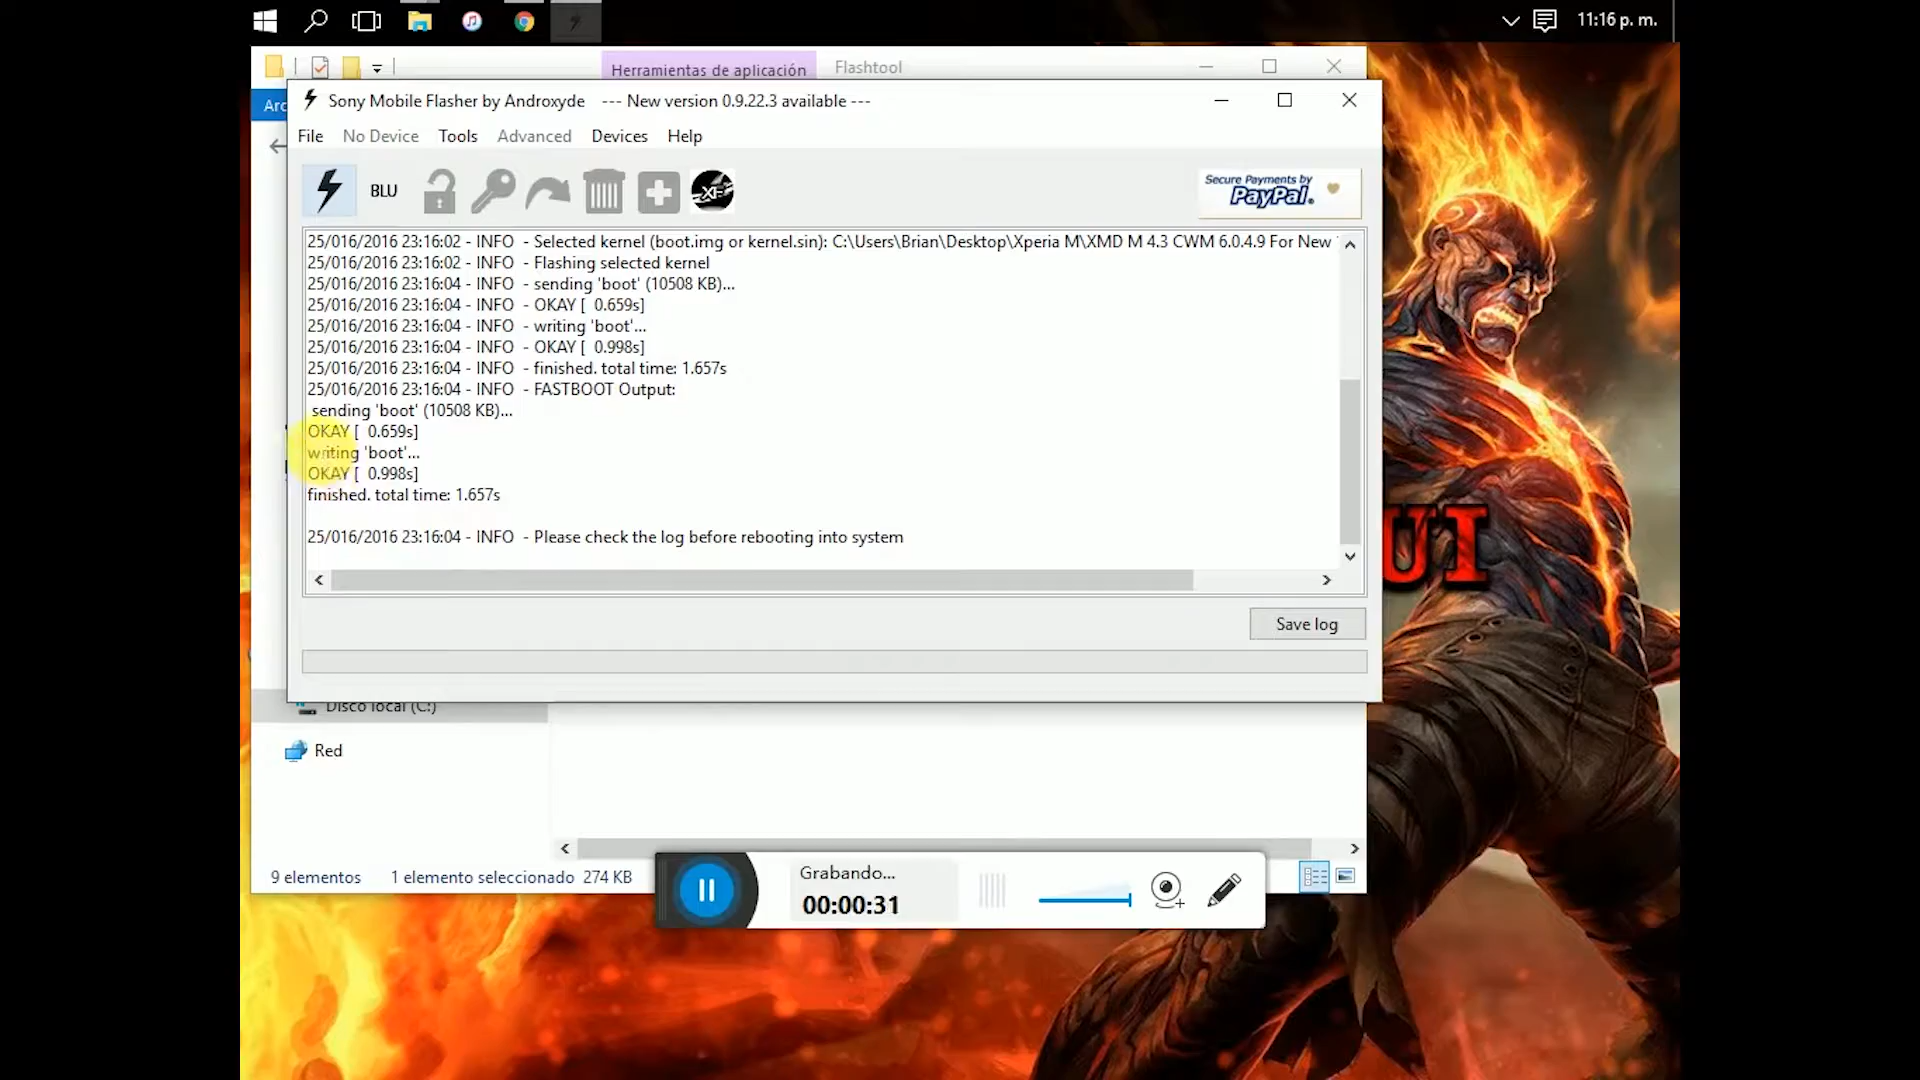 11:16 p. m.
Herramientas de aplicación
Flashtool
Arc
Sony Mobile Flasher by Androxyde --- New version 0.9.22.3 available ---
File No Device Tools Advanced Devices Help
BLU
XF
Secure Payments by
PayPal.
25/016/2016 23:16:02 - INFO - Selected kernel (boot.img or kernel.sin): C:\Users\Brian\Desktop\Xperia M\XMD M 4.3 CWM 6.0.4.9 For New
25/016/2016 23:16:02 - INFO - Flashing selected kernel
25/016/2016 23:16:04 - INFO - sending 'boot' (10508 KB)...
25/016/2016 23:16:04 - INFO - OKAY [ 0.659s]
25/016/2016 23:16:04 - INFO - writing 'boot'...
25/016/2016 23:16:04 - INFO - OKAY [ 0.998s]
25/016/2016 23:16:04 - INFO - finished. total time: 1.657s
25/016/2016 23:16:04 - INFO - FASTBOOT Output:
sending 'boot' (10508 KB)...
OKAY [ 0.659s]
writing 'boot'...
OKAY [ 0.998s]
finished. total time: 1.657s
25/016/2016 23:16:04 - INFO - Please check the log before rebooting into system
UI
Save log
Disco local (C:)
Red
9 elementos 1 elemento seleccionado 274 KB
Grabando...
00:00:31